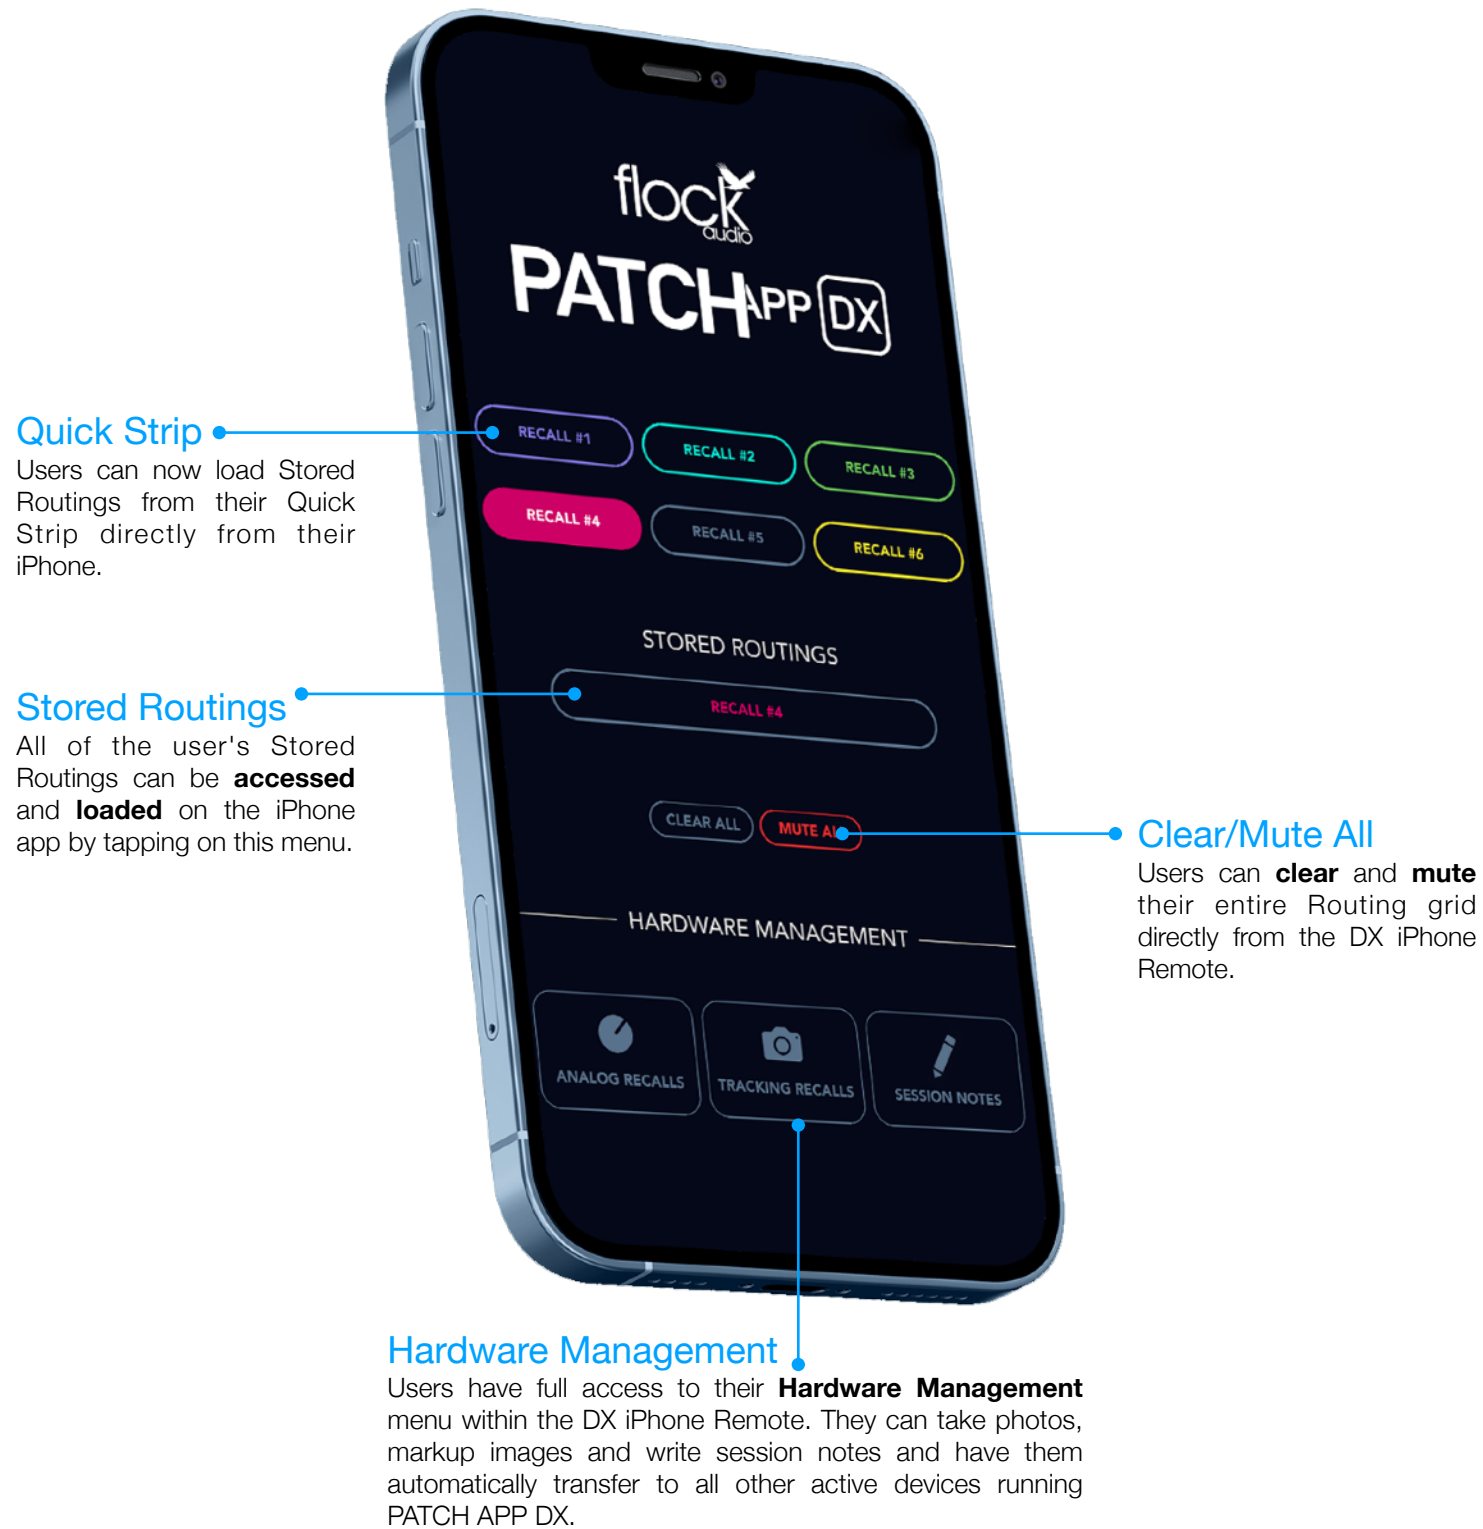 flock
audio
PATCH APP DX
RECALL #1
RECALL #2
RECALL #3
RECALL #4
RECALL #5
RECALL #6
STORED ROUTINGS
RECALL #4
CLEAR ALL
MUTE AL
HARDWARE MANAGEMENT
ANALOG RECALLS
TRACKING RECALLS
SESSION NOTES
Quick Strip
Users can now load Stored
Routings from their Quick
Strip directly from their
iPhone.
Stored Routings
All of the user's Stored
Routings can be accessed
and loaded on the iPhone
app by tapping on this menu.
Clear/Mute All
Users can clear and mute
their entire Routing grid
directly from the DX iPhone
Remote.
Hardware Management
Users have full access to their Hardware Management
menu within the DX iPhone Remote. They can take photos,
markup images and write session notes and have them
automatically transfer to all other active devices running
PATCH APP DX.